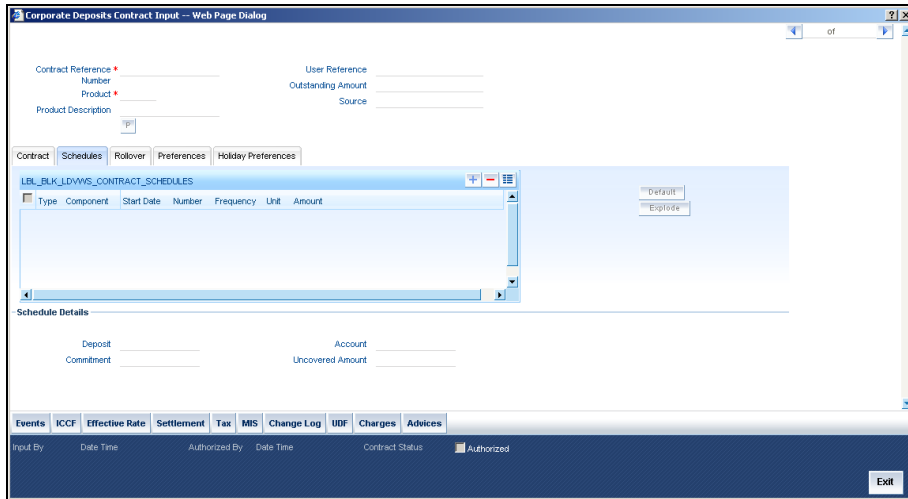 Corporate Deposits Contract Input -- Web Page Dialog
of
Contract Reference *
Number
Product *
Product Description
P
User Reference
Outstanding Amount
Source
Contract Schedules Rollover Preferences Holiday Preferences
LBL_BLK_LDVWS_CONTRACT_SCHEDULES
Type Component Start Date Number Frequency Unit Amount
Default
Explode
Schedule Details
Deposit
Commitment
Account
Uncovered Amount
Events ICCF Effective Rate Settlement Tax MIS Change Log UDF Charges Advices
Input By Date Time Authorized By Date Time Contract Status Authorized
Exit